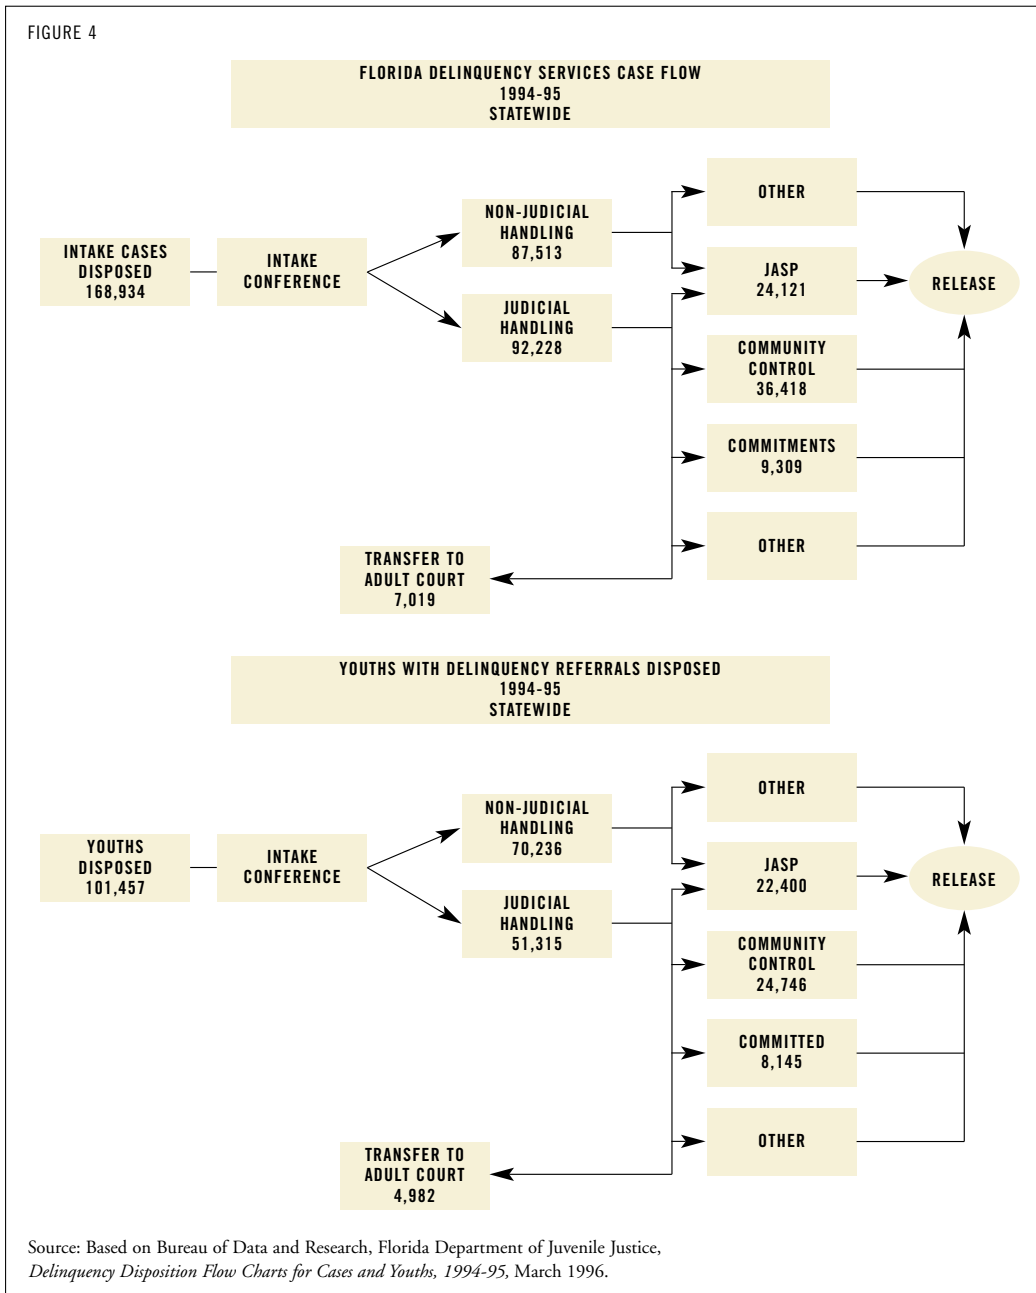 FIGURE 4
FLORIDA DELINQUENCY SERVICES CASE FLOW
1994-95
STATEWIDE
INTAKE CASES
DISPOSED
168,934
INTAKE
CONFERENCE
NON-JUDICIAL
HANDLING
87,513
JUDICIAL
HANDLING
92,228
OTHER
JASP
24,121
COMMUNITY
CONTROL
36,418
COMMITMENTS
9,309
OTHER
RELEASE
TRANSFER TO
ADULT COURT
7,019
YOUTHS WITH DELINQUENCY REFERRALS DISPOSED
1994-95
STATEWIDE
YOUTHS
DISPOSED
101,457
INTAKE
CONFERENCE
NON-JUDICIAL
HANDLING
70,236
JUDICIAL
HANDLING
51,315
OTHER
JASP
22,400
COMMUNITY
CONTROL
24,746
COMMITTED
8,145
OTHER
RELEASE
TRANSFER TO
ADULT COURT
4,982
Source: Based on Bureau of Data and Research, Florida Department of Juvenile Justice,
Delinquency Disposition Flow Charts for Cases and Youths, 1994-95, March 1996.